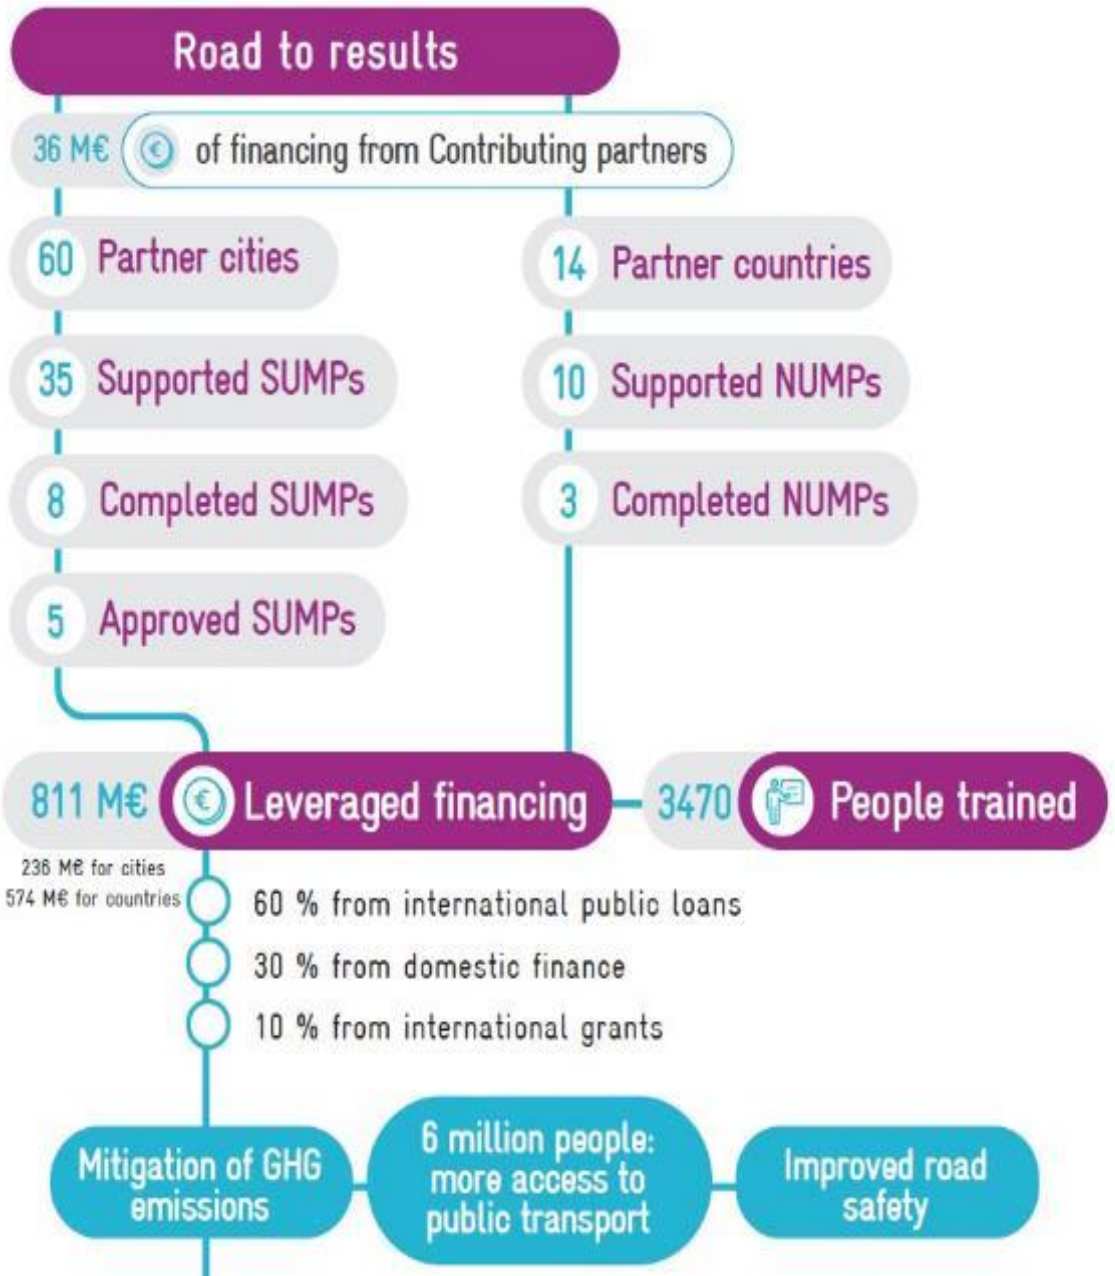 Road to results
36 M€ € of financing from Contributing partners
60 Partner cities
14 Partner countries
35 Supported SUMPs
10 Supported NUMPs
8 Completed SUMPs
3 Completed NUMPs
5 Approved SUMPs
811 M€ € Leveraged financing
3470 People trained
236 M€ for cities
574 M€ for countries
60 % from international public loans
30 % from domestic finance
10 % from international grants
Mitigation of GHG
emissions
6 million people:
more access to
public transport
Improved road
safety